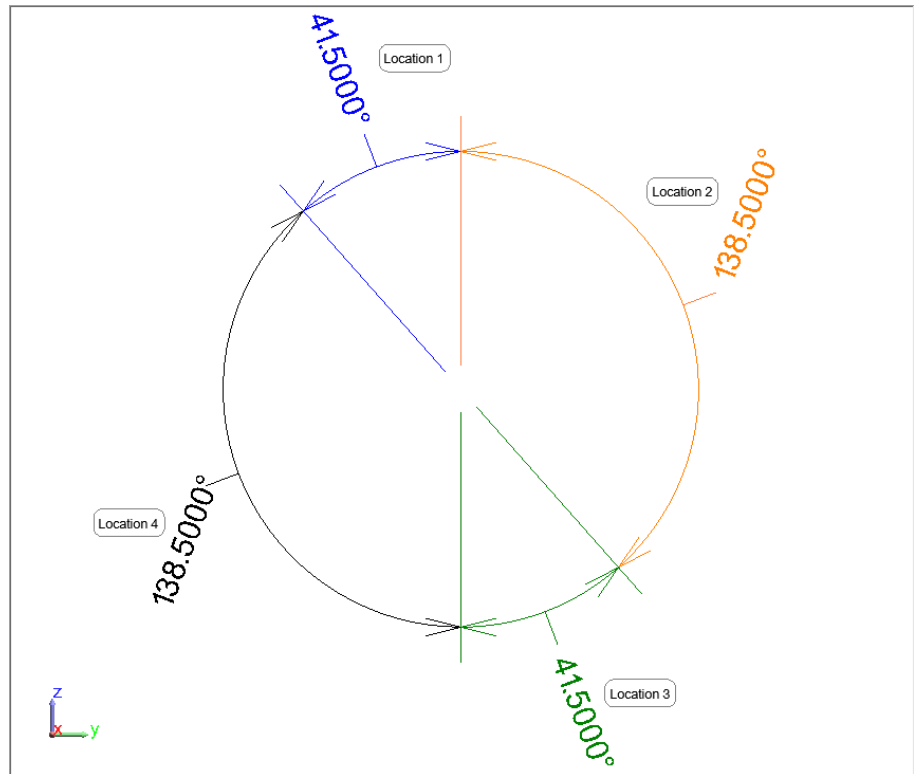 41.5000°
Location 1
Location 2
138.5000°
Location 4
138.5000°
41.5000°
Location 3
z
x
y